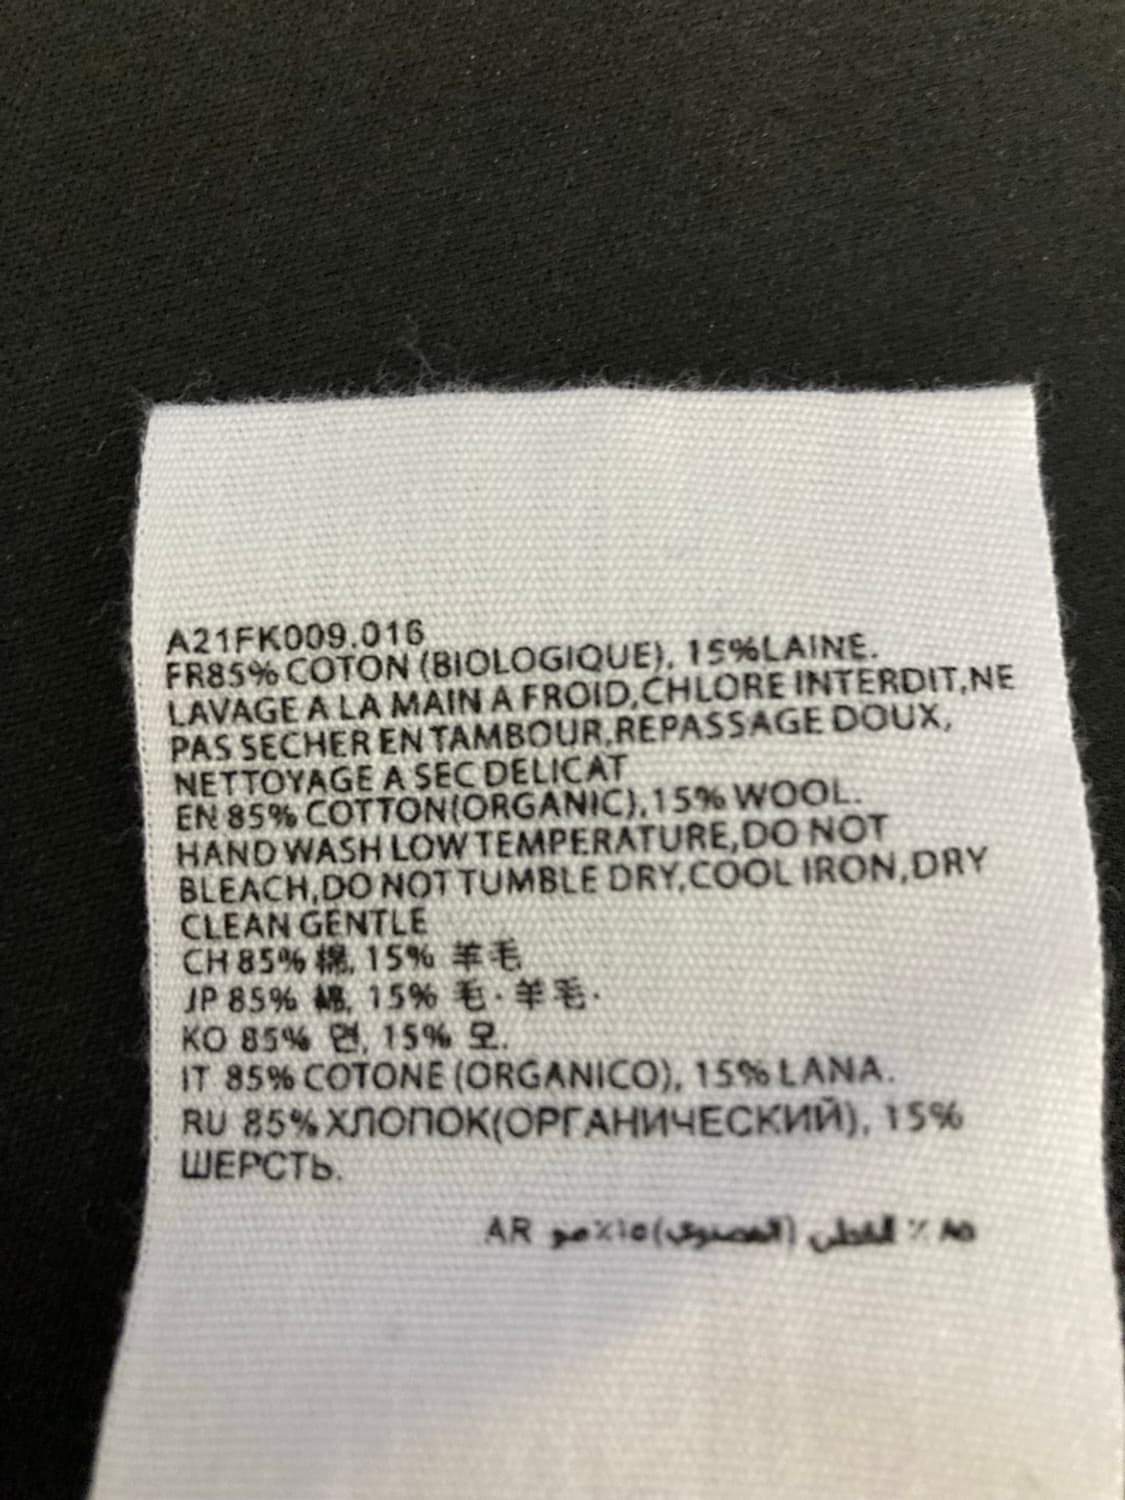 A21FK009.016
FR85% COTON (BIOLOGIQUE), 15%LAINE.
LAVAGE A LA MAIN A FROID,CHLORE INTERDIT,NE
PAS SECHER EN TAMBOUR,REPASSAGE DOUX,
NETTOYAGE A SEC DELICAT
EN 85% COTTON(ORGANIC),15% WOOL.
HAND WASH LOW TEMPERATURE,DO NOT
BLEACH,DO NOT TUMBLE DRY,COOL IRON,DRY
CLEAN GENTLE
CH 85% 棉, 15% 羊毛
JP 85% 綿, 15% 毛·羊毛·
KO 85% 면, 15% 모.
IT 85% COTONE (ORGANICO), 15% LANA.
RU 85% ХЛОПОК(ОРГАНИЧЕСКИЙ), 15%
ШЕРСТЬ.
AR ٨٥ ٪ ١٥٪